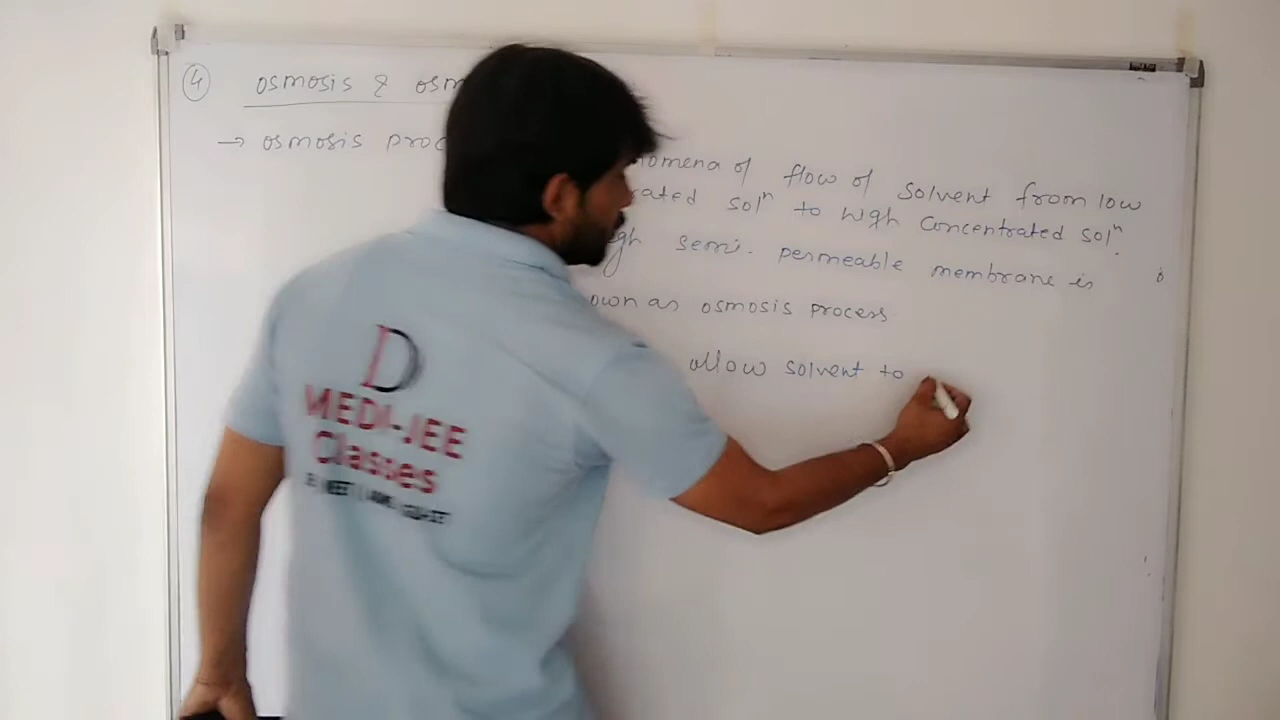 4 osmosis & osm
→ osmosis proc
nomena of flow of solvent from low
rated solⁿ to high concentrated solⁿ
gh semi-permeable membrane is
own as osmosis process
allow solvent to
D
MEDI-JEE
Classes